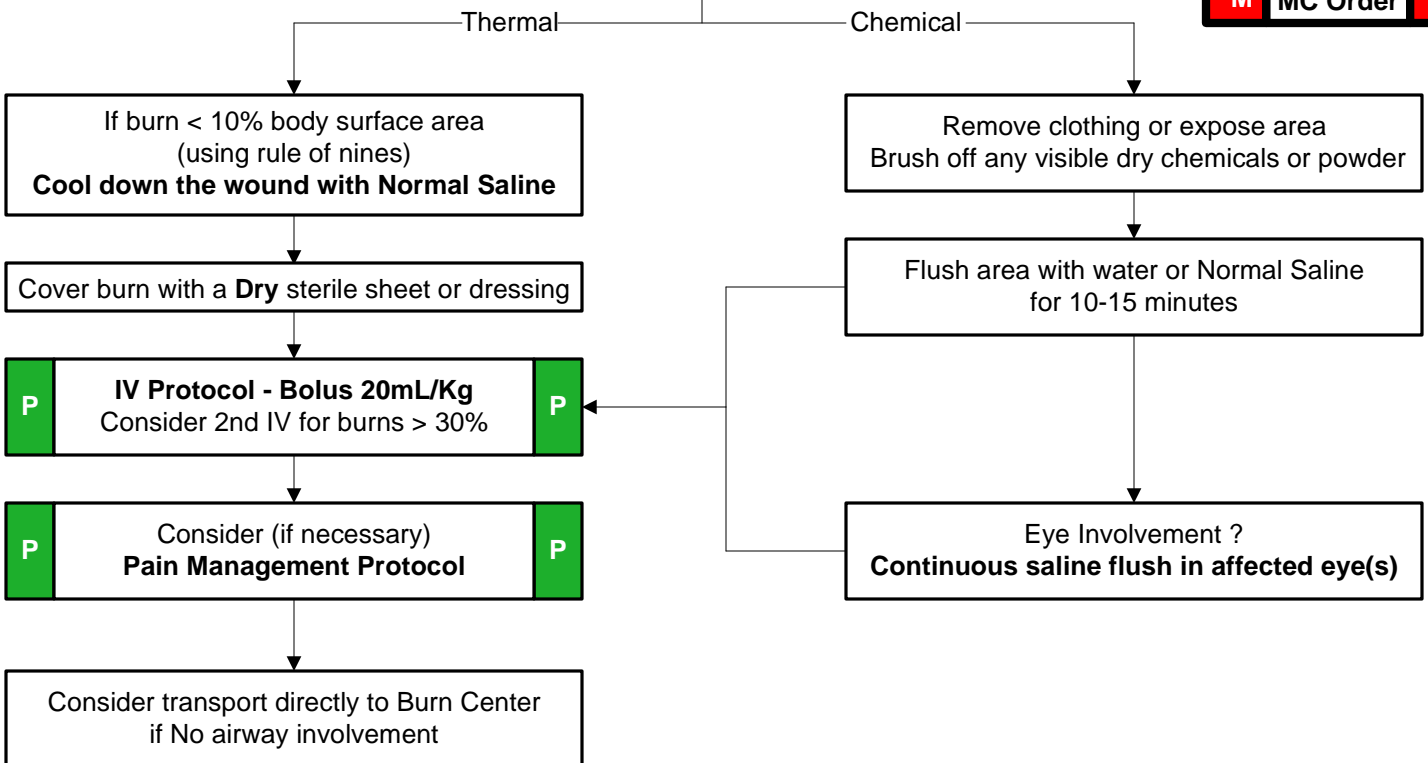 M MC Order
Thermal
Chemical
If burn < 10% body surface area
(using rule of nines)
Cool down the wound with Normal Saline
Cover burn with a Dry sterile sheet or dressing
P
IV Protocol - Bolus 20mL/Kg
Consider 2nd IV for burns > 30%
P
P
Consider (if necessary)
Pain Management Protocol
P
Consider transport directly to Burn Center
if No airway involvement
Remove clothing or expose area
Brush off any visible dry chemicals or powder
Flush area with water or Normal Saline
for 10-15 minutes
Eye Involvement ?
Continuous saline flush in affected eye(s)